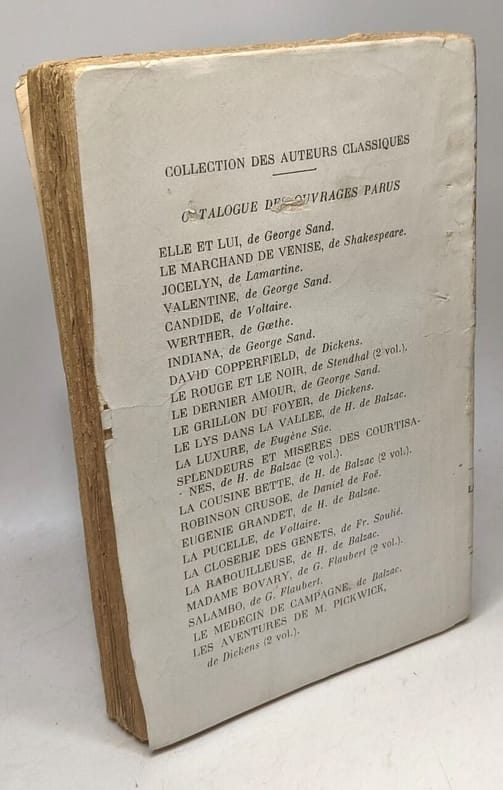 COLLECTION DES AUTEURS CLASSIQUES
CATALOGUE DES OUVRAGES PARUS
ELLE ET LUI, de George Sand.
LE MARCHAND DE VENISE, de Shakespeare.
JOCELYN, de Lamartine.
VALENTINE, de George Sand.
CANDIDE, de Voltaire.
WERTHER, de Gœthe.
INDIANA, de George Sand.
DAVID COPPERFIELD, de Dickens.
LE ROUGE ET LE NOIR, de Stendhal (2 vol.).
LE DERNIER AMOUR, de George Sand.
LE GRILLON DU FOYER, de Dickens.
LE LYS DANS LA VALLEE, de H. de Balzac.
LA LUXURE, de Eugène Süe.
SPLENDEURS ET MISERES DES COURTISA-
NES, de H. de Balzac (2 vol.).
LA COUSINE BETTE, de H. de Balzac (2 vol.).
ROBINSON CRUSOE, de Daniel de Foë.
EUGENIE GRANDET, de H. de Balzac.
LA PUCELLE, de Voltaire.
LA CLOSERIE DES GENETS, de Fr. Soulié.
LA RABOUILLEUSE, de H. de Balzac.
MADAME BOVARY, de G. Flaubert (2 vol.).
SALAMBO, de G. Flaubert.
LE MEDECIN DE CAMPAGNE, de Balzac.
LES AVENTURES DE M. PICKWICK,
de Dickens (2 vol.).